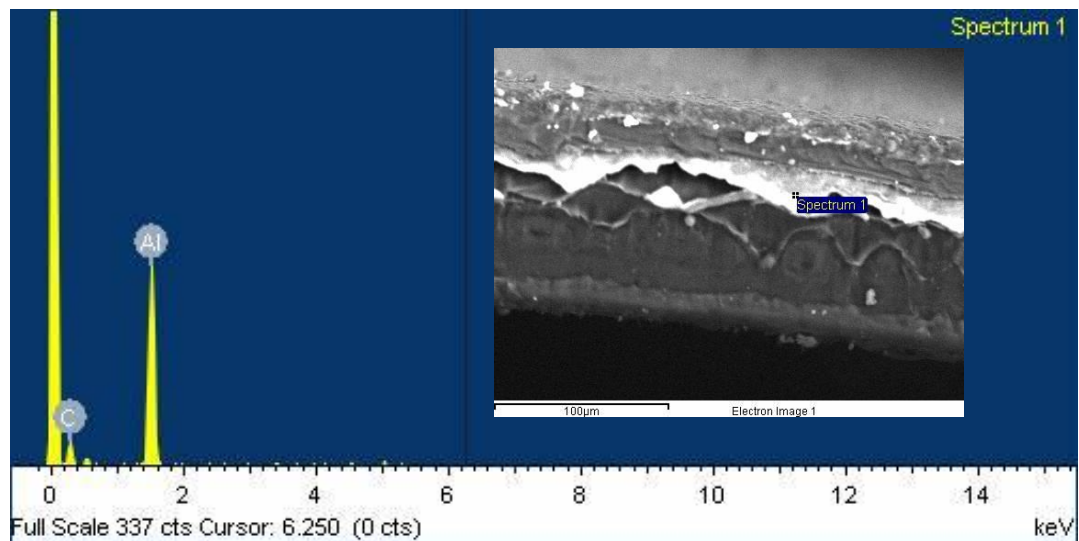 Spectrum 1
Spectrum 1
100µm Electron Image 1
Al
C
0 2 4 6 8 10 12 14
Full Scale 337 cts Cursor: 6.250 (0 cts) keV